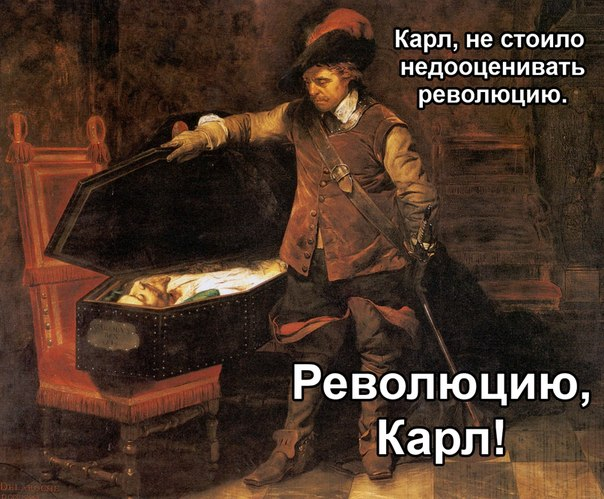 Карл, не стоило
недооценивать
революцию.
Революцию,
Карл!